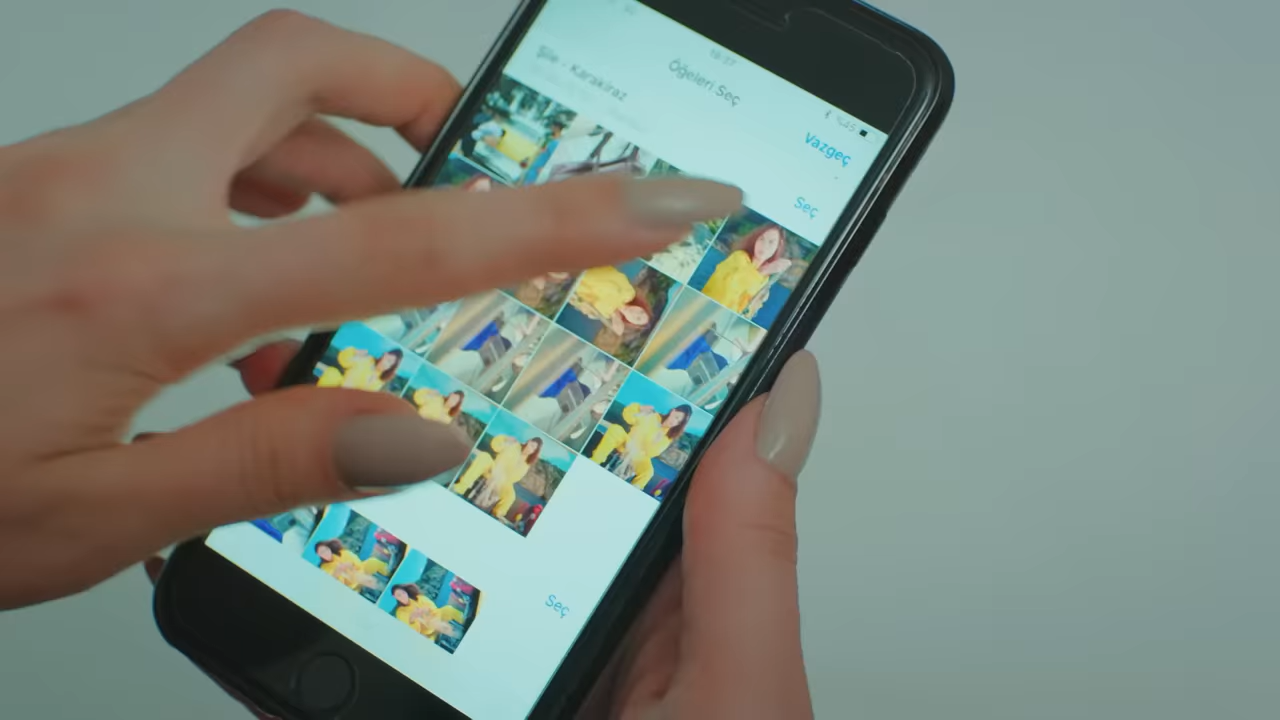 Öğeleri Seç
Vazgeç
Şile - Karakiraz
Seç
Seç